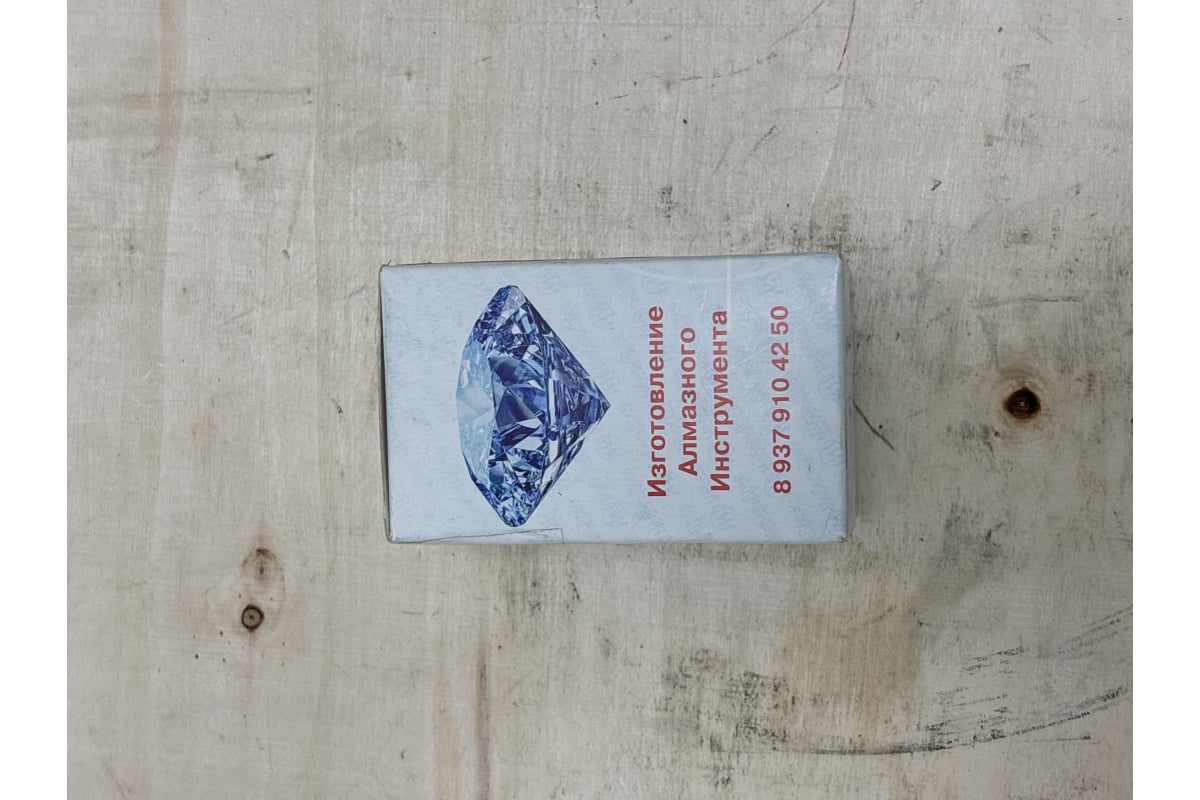 Изготовление
Алмазного
Инструмента
8 937 910 42 50